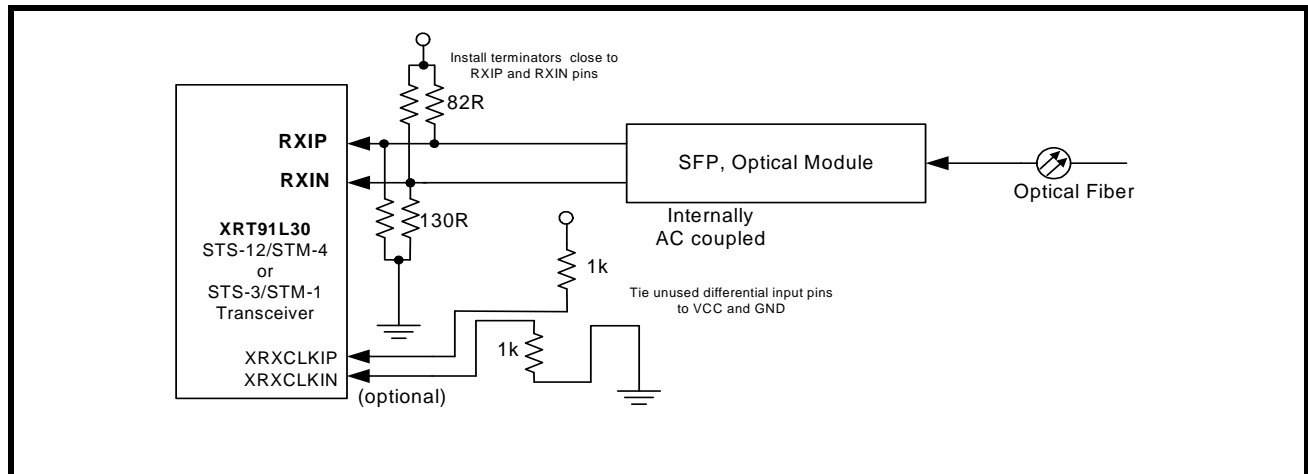 Install terminators close to
RXIP and RXIN pins
82R
RXIP
RXIN
SFP, Optical Module
Optical Fiber
Internally
AC coupled
130R
XRT91L30
STS-12/STM-4
or
STS-3/STM-1
Transceiver
1k
Tie unused differential input pins
to VCC and GND
1k
XRXCLKIP
XRXCLKIN
(optional)